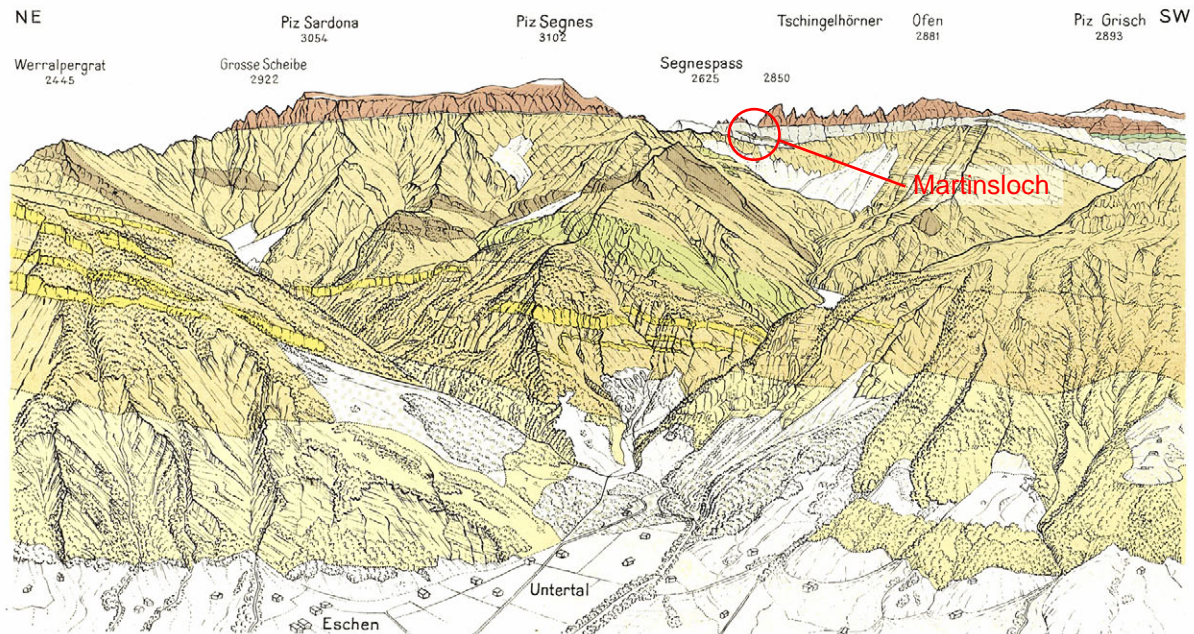 NE
SW
Piz Sardona
3054
Piz Segnes
3102
Tschingelhörner
Ofen
2881
Piz Grisch
2893
Werralpergrat
2445
Grosse Scheibe
2922
Segnespass
2625
2850
Martinsloch
Untertal
Eschen